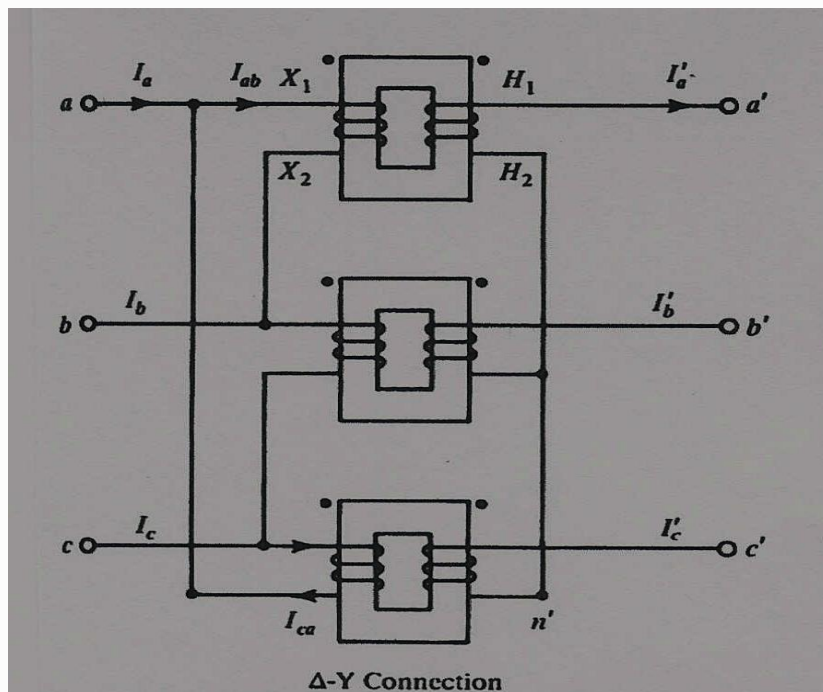 I_a I_ab X_1 H_1 I'_a
a a'
X_2 H_2
I_b I'_b
b b'
I_c I'_c
c c'
I_ca n'
Δ-Y Connection